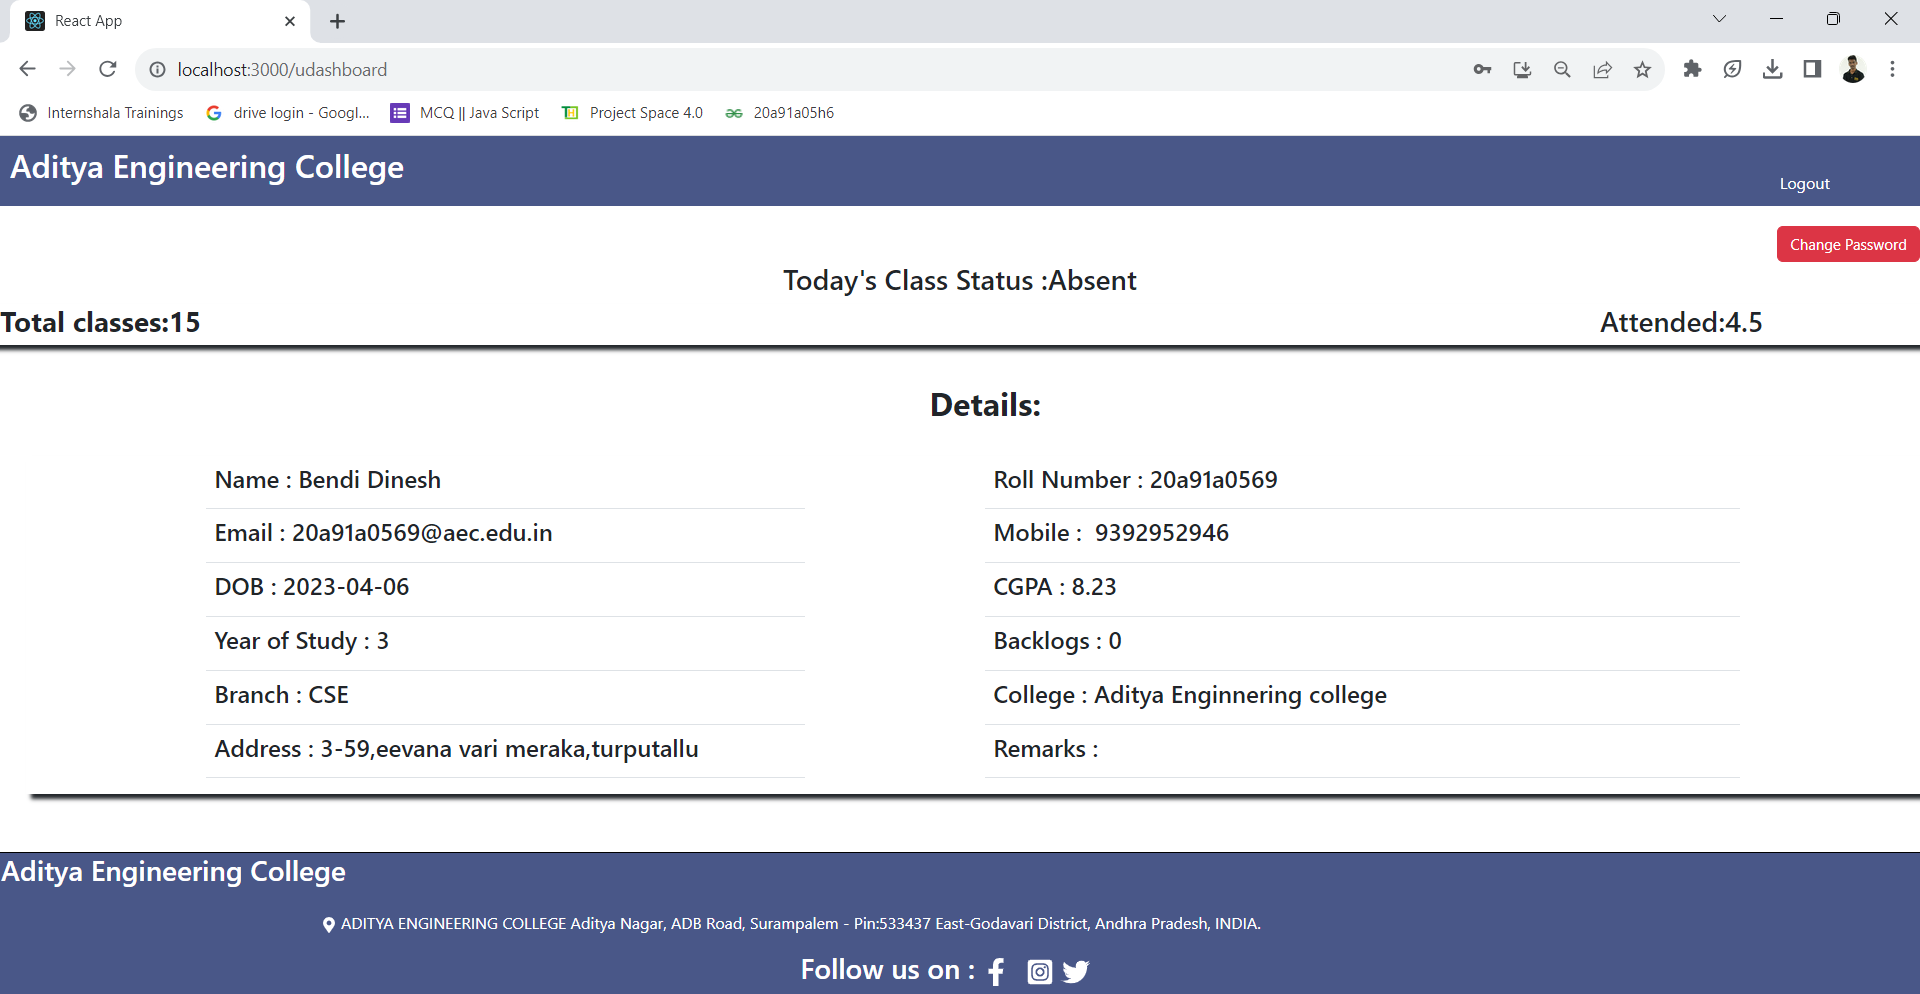 React App
localhost:3000/udashboard
Internshala Trainings
drive login - Googl...
MCQ || Java Script
Project Space 4.0
20a91a05h6
Aditya Engineering College
Logout
Change Password
Today's Class Status :Absent
Total classes:15
Attended:4.5
Details:
Name : Bendi Dinesh
Roll Number : 20a91a0569
Email : 20a91a0569@aec.edu.in
Mobile :  9392952946
DOB : 2023-04-06
CGPA : 8.23
Year of Study : 3
Backlogs : 0
Branch : CSE
College : Aditya Enginnering college
Address : 3-59,eevana vari meraka,turputallu
Remarks :
Aditya Engineering College
ADITYA ENGINEERING COLLEGE Aditya Nagar, ADB Road, Surampalem - Pin:533437 East-Godavari District, Andhra Pradesh, INDIA.
Follow us on :